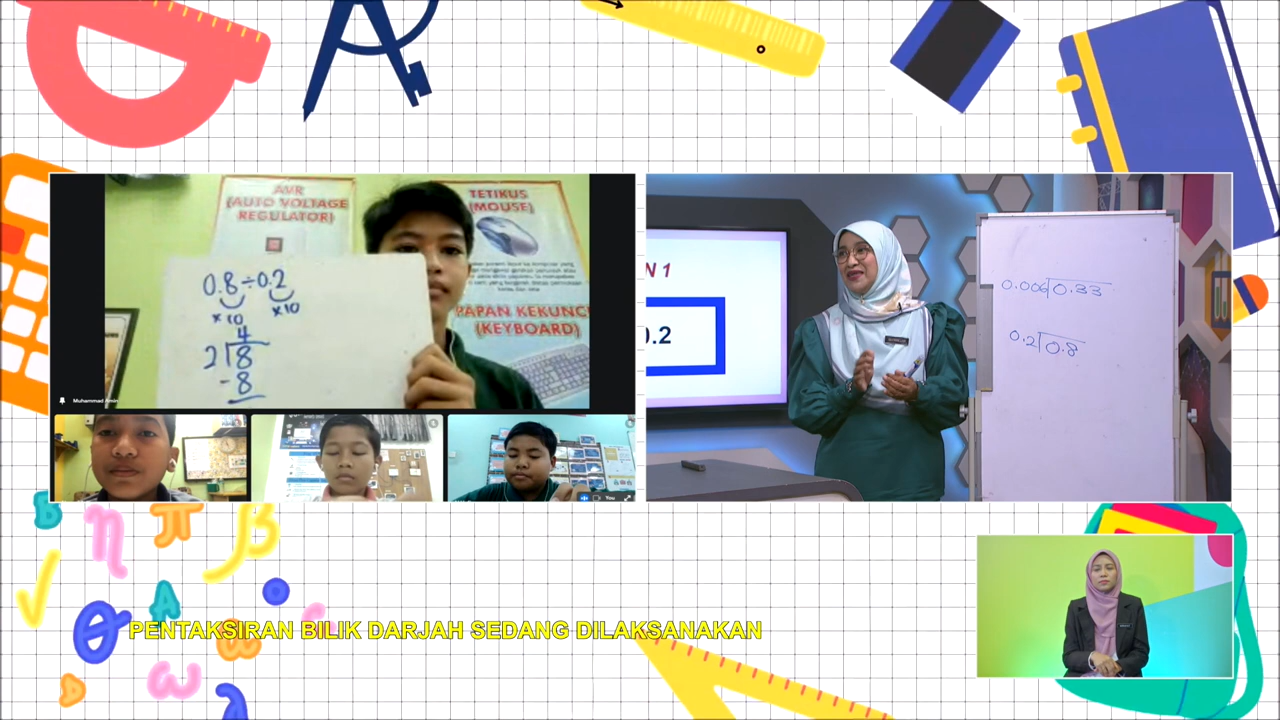 AVR
(AUTO VOLTAGE
REGULATOR)
TETIKUS
(MOUSE)
PAPAN KEKUNCI
(KEYBOARD)
0.8 ÷ 0.2
×10 ×10
4
2 8
- 8
Muhammad Amin
You
N 1
0.2
0.006 0.33
0.2 0.8
PENTAKSIRAN BILIK DARJAH SEDANG DILAKSANAKAN